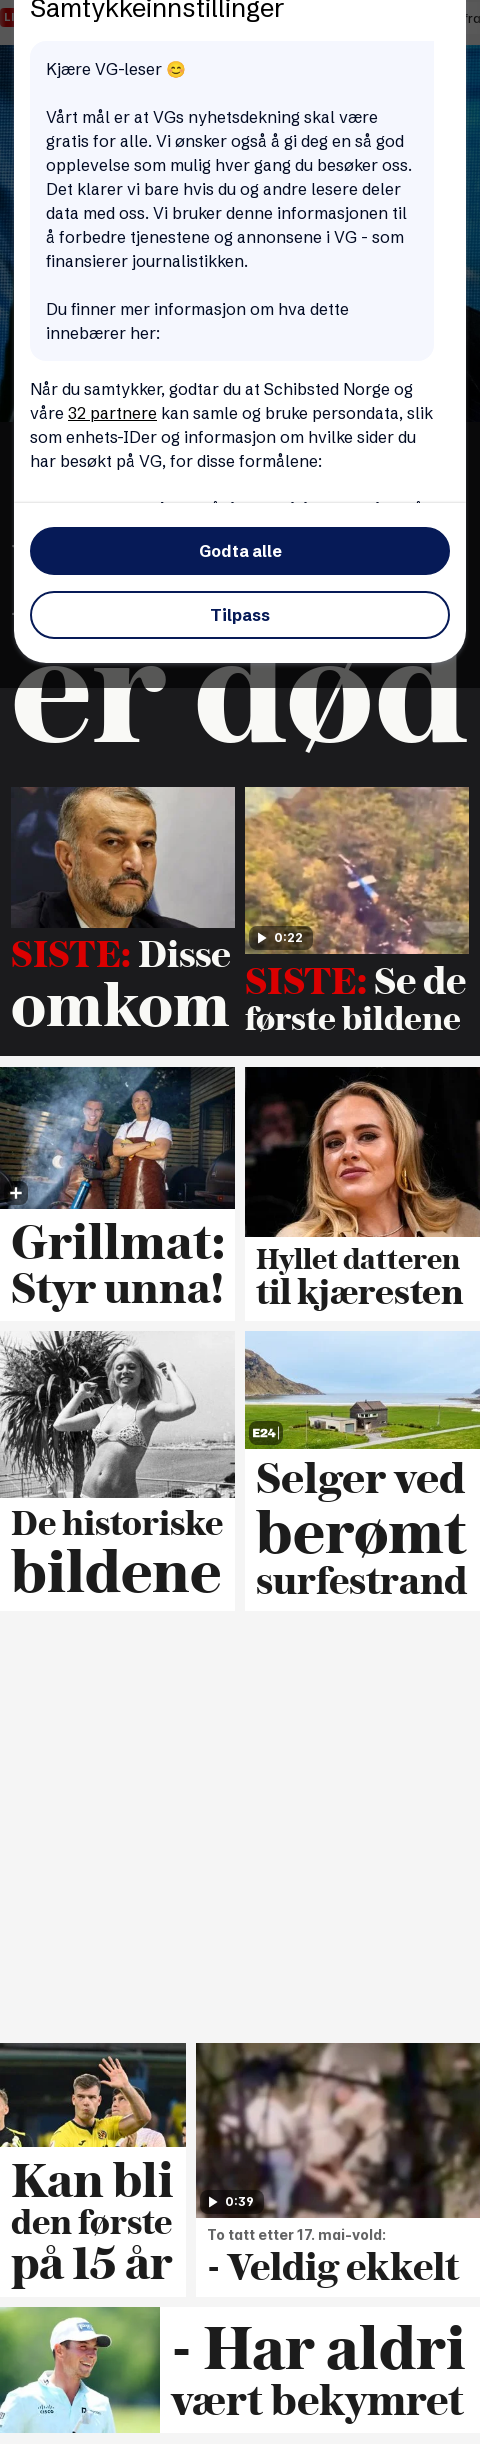 Samtykkeinnstillinger
Kjære VG-leser 😊
Vårt mål er at VGs nyhetsdekning skal være
gratis for alle. Vi ønsker også å gi deg en så god
opplevelse som mulig hver gang du besøker oss.
Det klarer vi bare hvis du og andre lesere deler
data med oss. Vi bruker denne informasjonen til
å forbedre tjenestene og annonsene i VG - som
finansierer journalistikken.
Du finner mer informasjon om hva dette
innebærer her:
Når du samtykker, godtar du at Schibsted Norge og
våre 32 partnere kan samle og bruke persondata, slik
som enhets-IDer og informasjon om hvilke sider du
har besøkt på VG, for disse formålene:
Godta alle
Tilpass
er død
SISTE: Disse
omkom
0:22
SISTE: Se de
første bildene
Grillmat:
Styr unna!
Hyllet datteren
til kjæresten
De historiske
bildene
E24
Selger ved
berømt
surfestrand
Kan bli
den første
på 15 år
0:39
To tatt etter 17. mai-vold:
- Veldig ekkelt
- Har aldri
vært bekymret